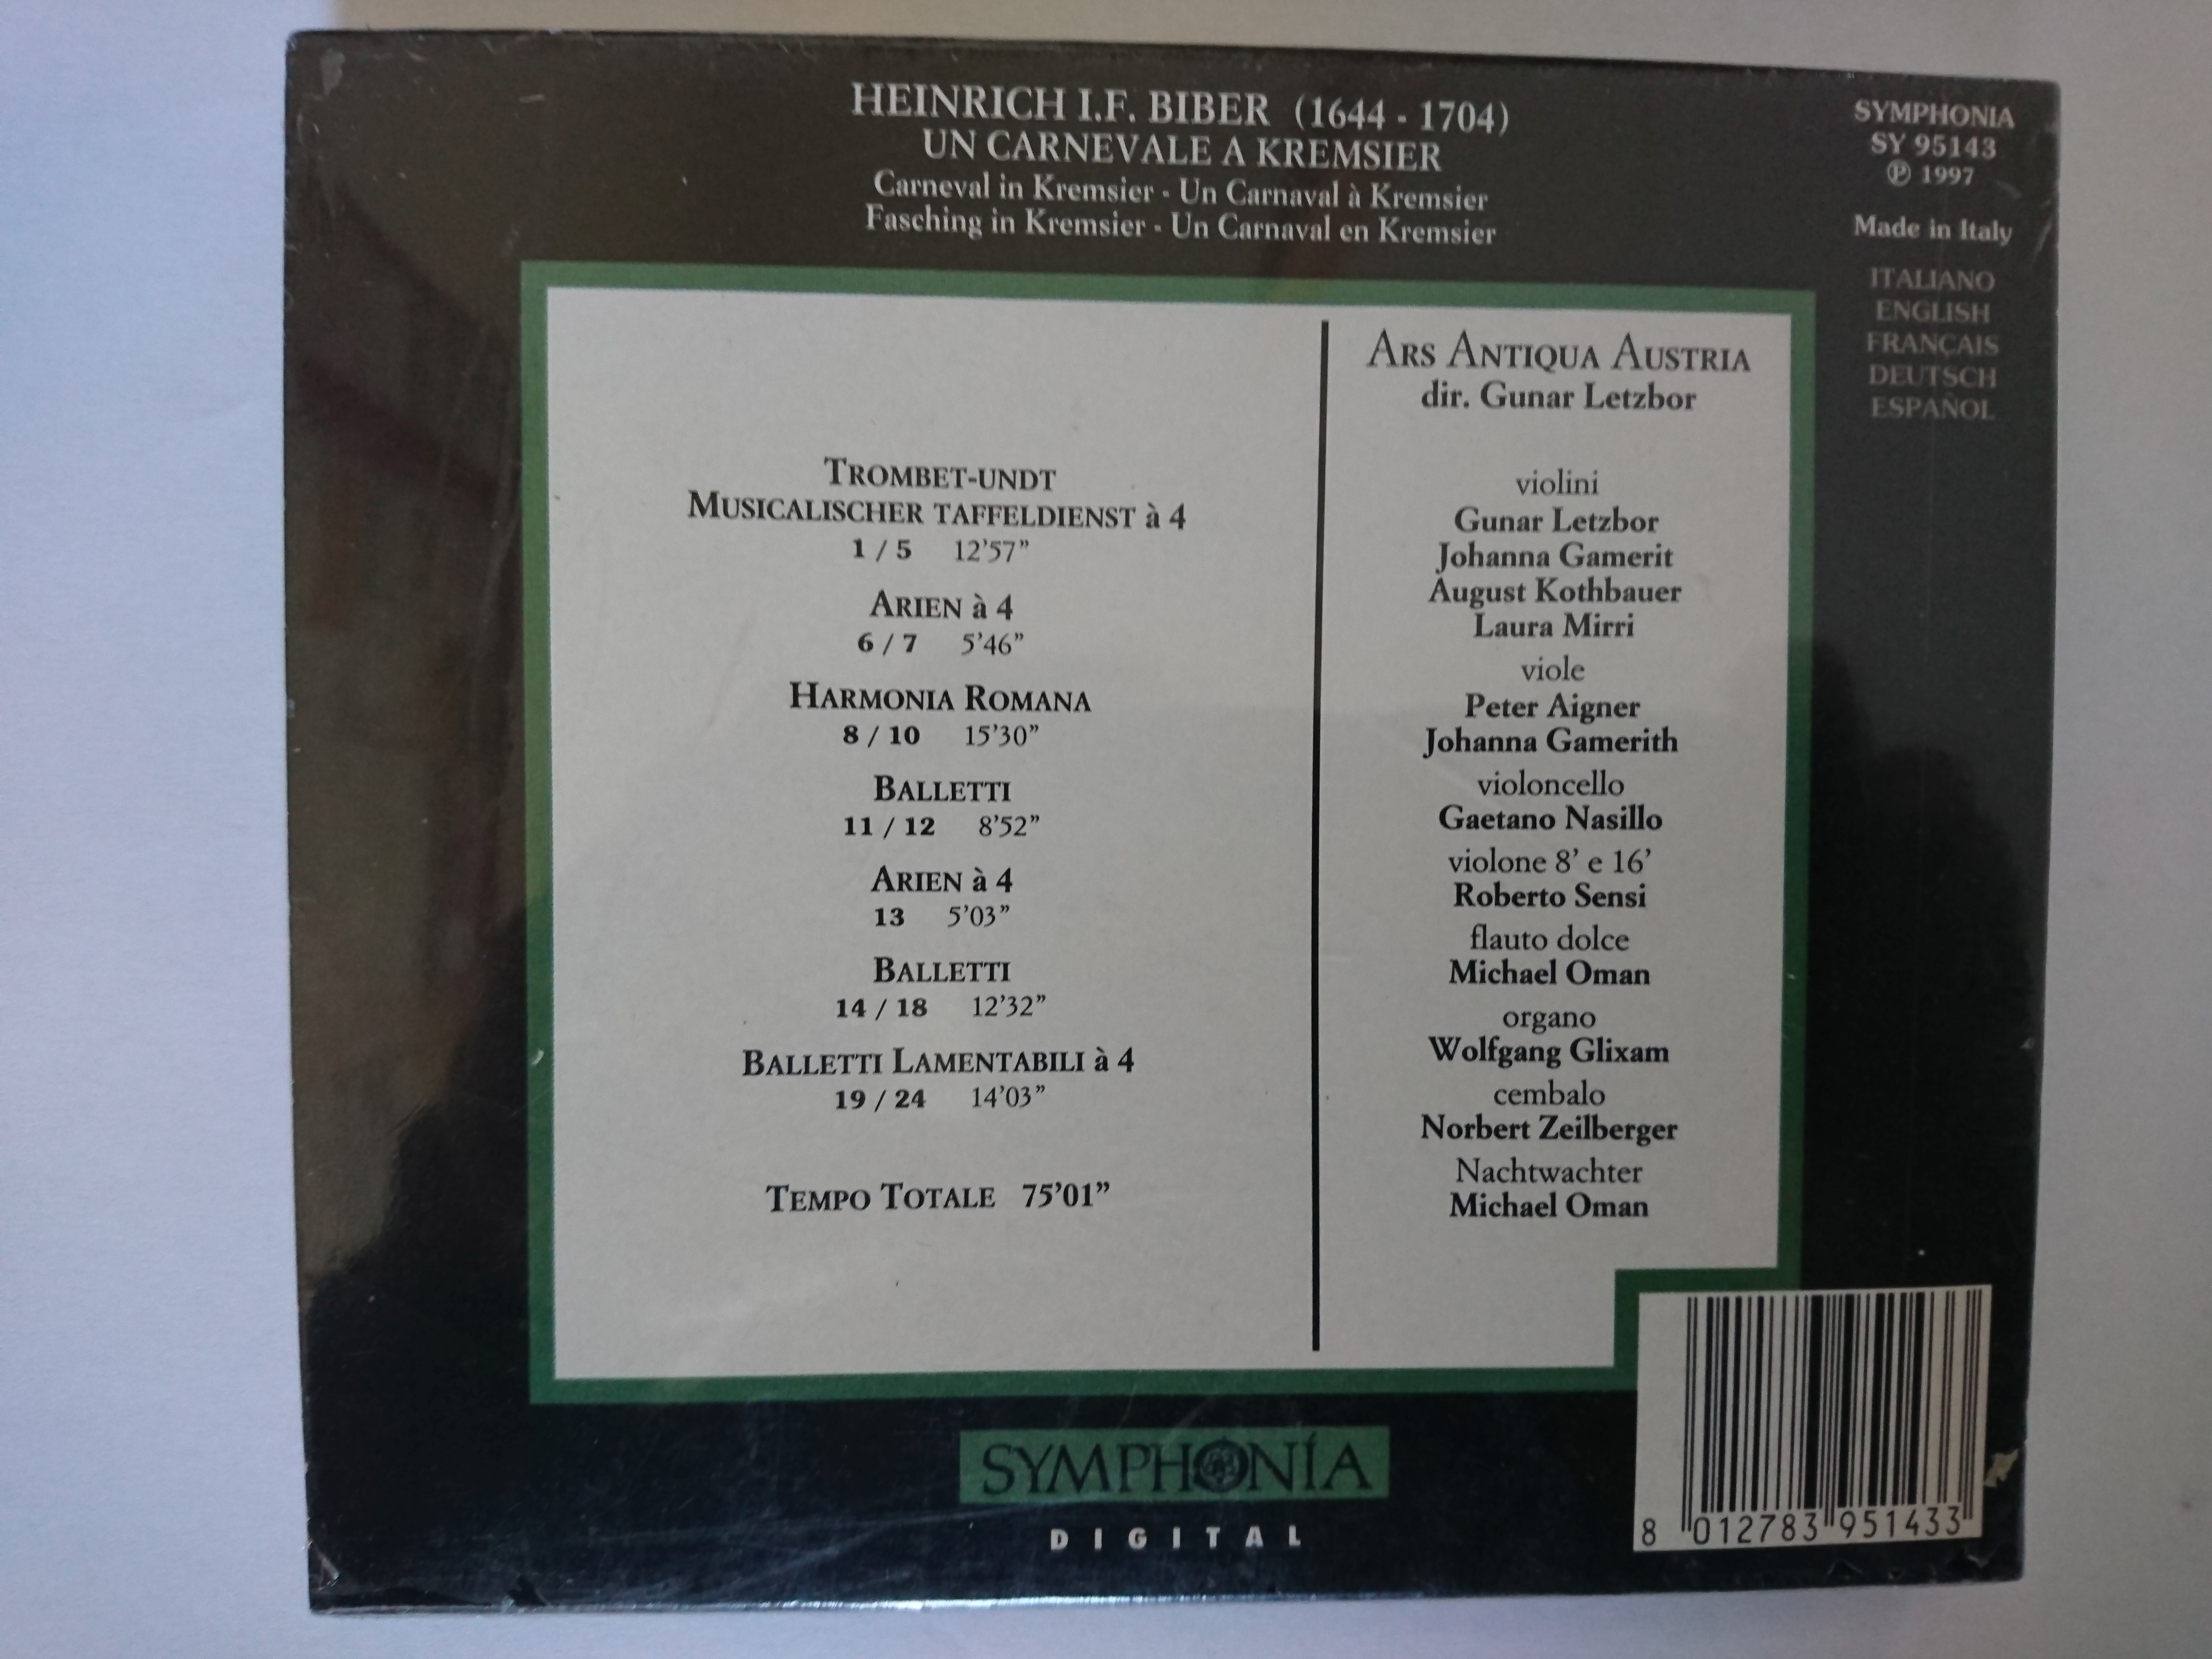 HEINRICH I.F. BIBER (1644 - 1704)
UN CARNEVALE A KREMSIER
Carneval in Kremsier - Un Carnaval à Kremsier
Fasching in Kremsier - Un Carnaval en Kremsier
SYMPHONIA
SY 95143
℗ 1997
Made in Italy
ITALIANO
ENGLISH
FRANÇAIS
DEUTSCH
ESPAÑOL
TROMBET-UNDT
MUSICALISCHER TAFFELDIENST à 4
1 / 5 12'57"
ARIEN à 4
6 / 7 5'46"
HARMONIA ROMANA
8 / 10 15'30"
BALLETTI
11 / 12 8'52"
ARIEN à 4
13 5'03"
BALLETTI
14 / 18 12'32"
BALLETTI LAMENTABILI à 4
19 / 24 14'03"
TEMPO TOTALE 75'01"
ARS ANTIQUA AUSTRIA
dir. Gunar Letzbor
violini
Gunar Letzbor
Johanna Gamerit
August Kothbauer
Laura Mirri
viole
Peter Aigner
Johanna Gamerith
violoncello
Gaetano Nasillo
violone 8' e 16'
Roberto Sensi
flauto dolce
Michael Oman
organo
Wolfgang Glixam
cembalo
Norbert Zeilberger
Nachtwachter
Michael Oman
SYMPHONÍA
DIGITAL
8 012783 951433